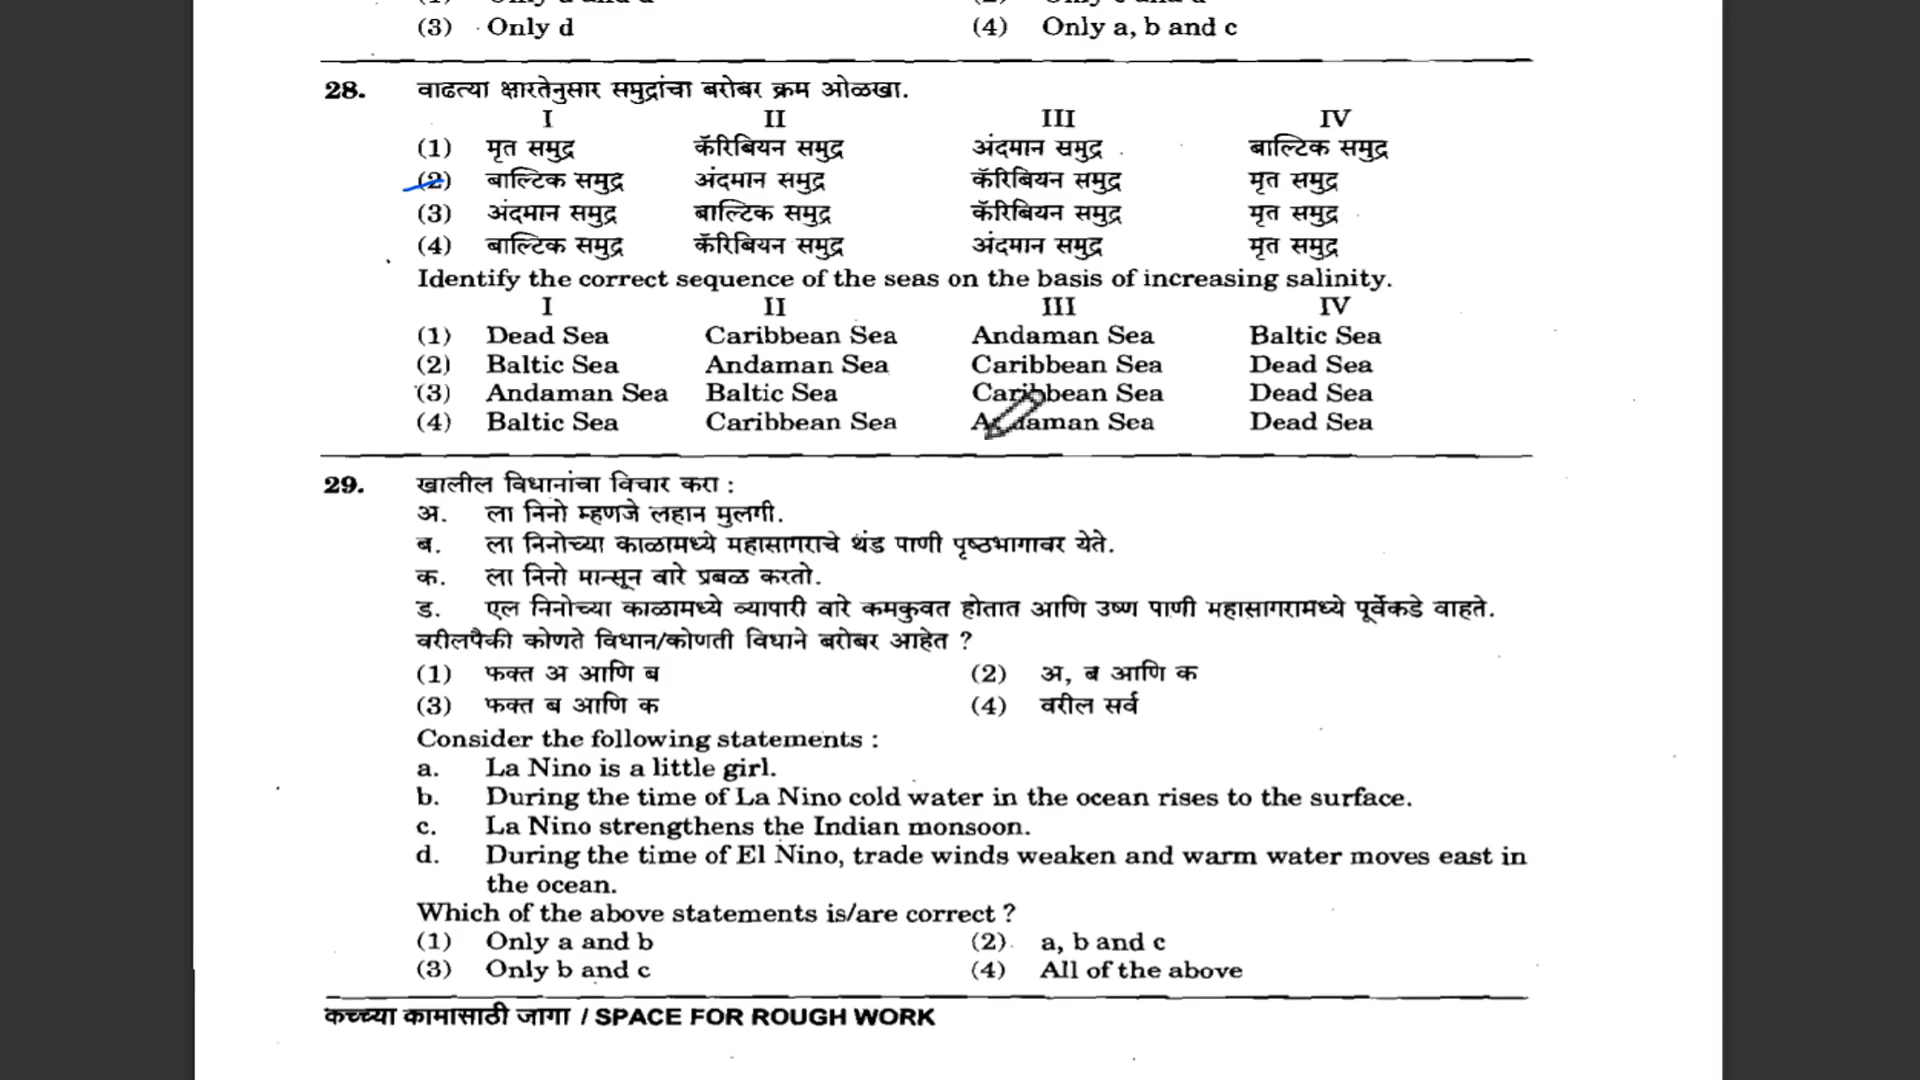 (3) Only d (4) Only a, b and c
28. वाढत्या क्षारतेनुसार समुद्रांचा बरोबर क्रम ओळखा.
I II III IV
(1) मृत समुद्र कॅरिबियन समुद्र अंदमान समुद्र बाल्टिक समुद्र
(2) बाल्टिक समुद्र अंदमान समुद्र कॅरिबियन समुद्र मृत समुद्र
(3) अंदमान समुद्र बाल्टिक समुद्र कॅरिबियन समुद्र मृत समुद्र
(4) बाल्टिक समुद्र कॅरिबियन समुद्र अंदमान समुद्र मृत समुद्र
Identify the correct sequence of the seas on the basis of increasing salinity.
I II III IV
(1) Dead Sea Caribbean Sea Andaman Sea Baltic Sea
(2) Baltic Sea Andaman Sea Caribbean Sea Dead Sea
(3) Andaman Sea Baltic Sea Caribbean Sea Dead Sea
(4) Baltic Sea Caribbean Sea Andaman Sea Dead Sea
29. खालील विधानांचा विचार करा :
अ. ला निनो म्हणजे लहान मुलगी.
ब. ला निनोच्या काळामध्ये महासागराचे थंड पाणी पृष्ठभागावर येते.
क. ला निनो मान्सून वारे प्रबळ करतो.
ड. एल निनोच्या काळामध्ये व्यापारी वारे कमकुवत होतात आणि उष्ण पाणी महासागरामध्ये पूर्वेकडे वाहते.
वरीलपैकी कोणते विधान/कोणती विधाने बरोबर आहेत ?
(1) फक्त अ आणि ब (2) अ, ब आणि क
(3) फक्त ब आणि क (4) वरील सर्व
Consider the following statements :
a. La Nino is a little girl.
b. During the time of La Nino cold water in the ocean rises to the surface.
c. La Nino strengthens the Indian monsoon.
d. During the time of El Nino, trade winds weaken and warm water moves east in
the ocean.
Which of the above statements is/are correct ?
(1) Only a and b (2) a, b and c
(3) Only b and c (4) All of the above
कच्च्या कामासाठी जागा / SPACE FOR ROUGH WORK